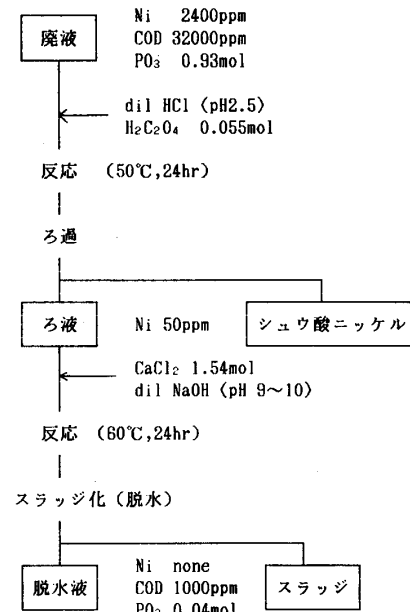 Ni 2400ppm
廃液
COD 32000ppm
PO₃ 0.93mol
dil HCl (pH2.5)
H₂C₂O₄ 0.055mol
反応 (50℃,24hr)
ろ過
ろ液
Ni 50ppm
シュウ酸ニッケル
CaCl₂ 1.54mol
dil NaOH (pH 9～10)
反応 (60℃,24hr)
スラッジ化(脱水)
Ni none
脱水液
COD 1000ppm
スラッジ
PO₃ 0.04mol